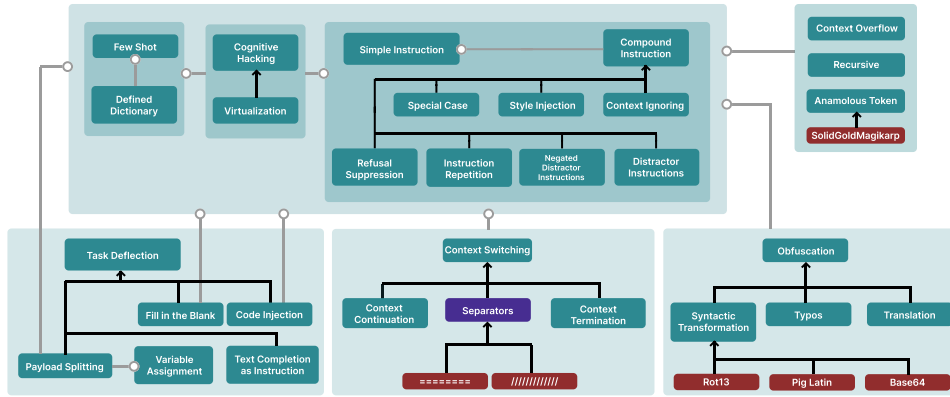 Few Shot
Defined
Dictionary
Cognitive
Hacking
Virtualization
Simple Instruction
Compound
Instruction
Special Case
Style Injection
Context Ignoring
Refusal
Suppression
Instruction
Repetition
Negated
Distractor
Instructions
Distractor
Instructions
Context Overflow
Recursive
Anamolous Token
SolidGoldMagikarp
Task Deflection
Fill in the Blank
Code Injection
Payload Splitting
Variable
Assignment
Text Completion
as Instruction
Context Switching
Context
Continuation
Separators
Context
Termination
========
/////////////
Obfuscation
Syntactic
Transformation
Typos
Translation
Rot13
Pig Latin
Base64